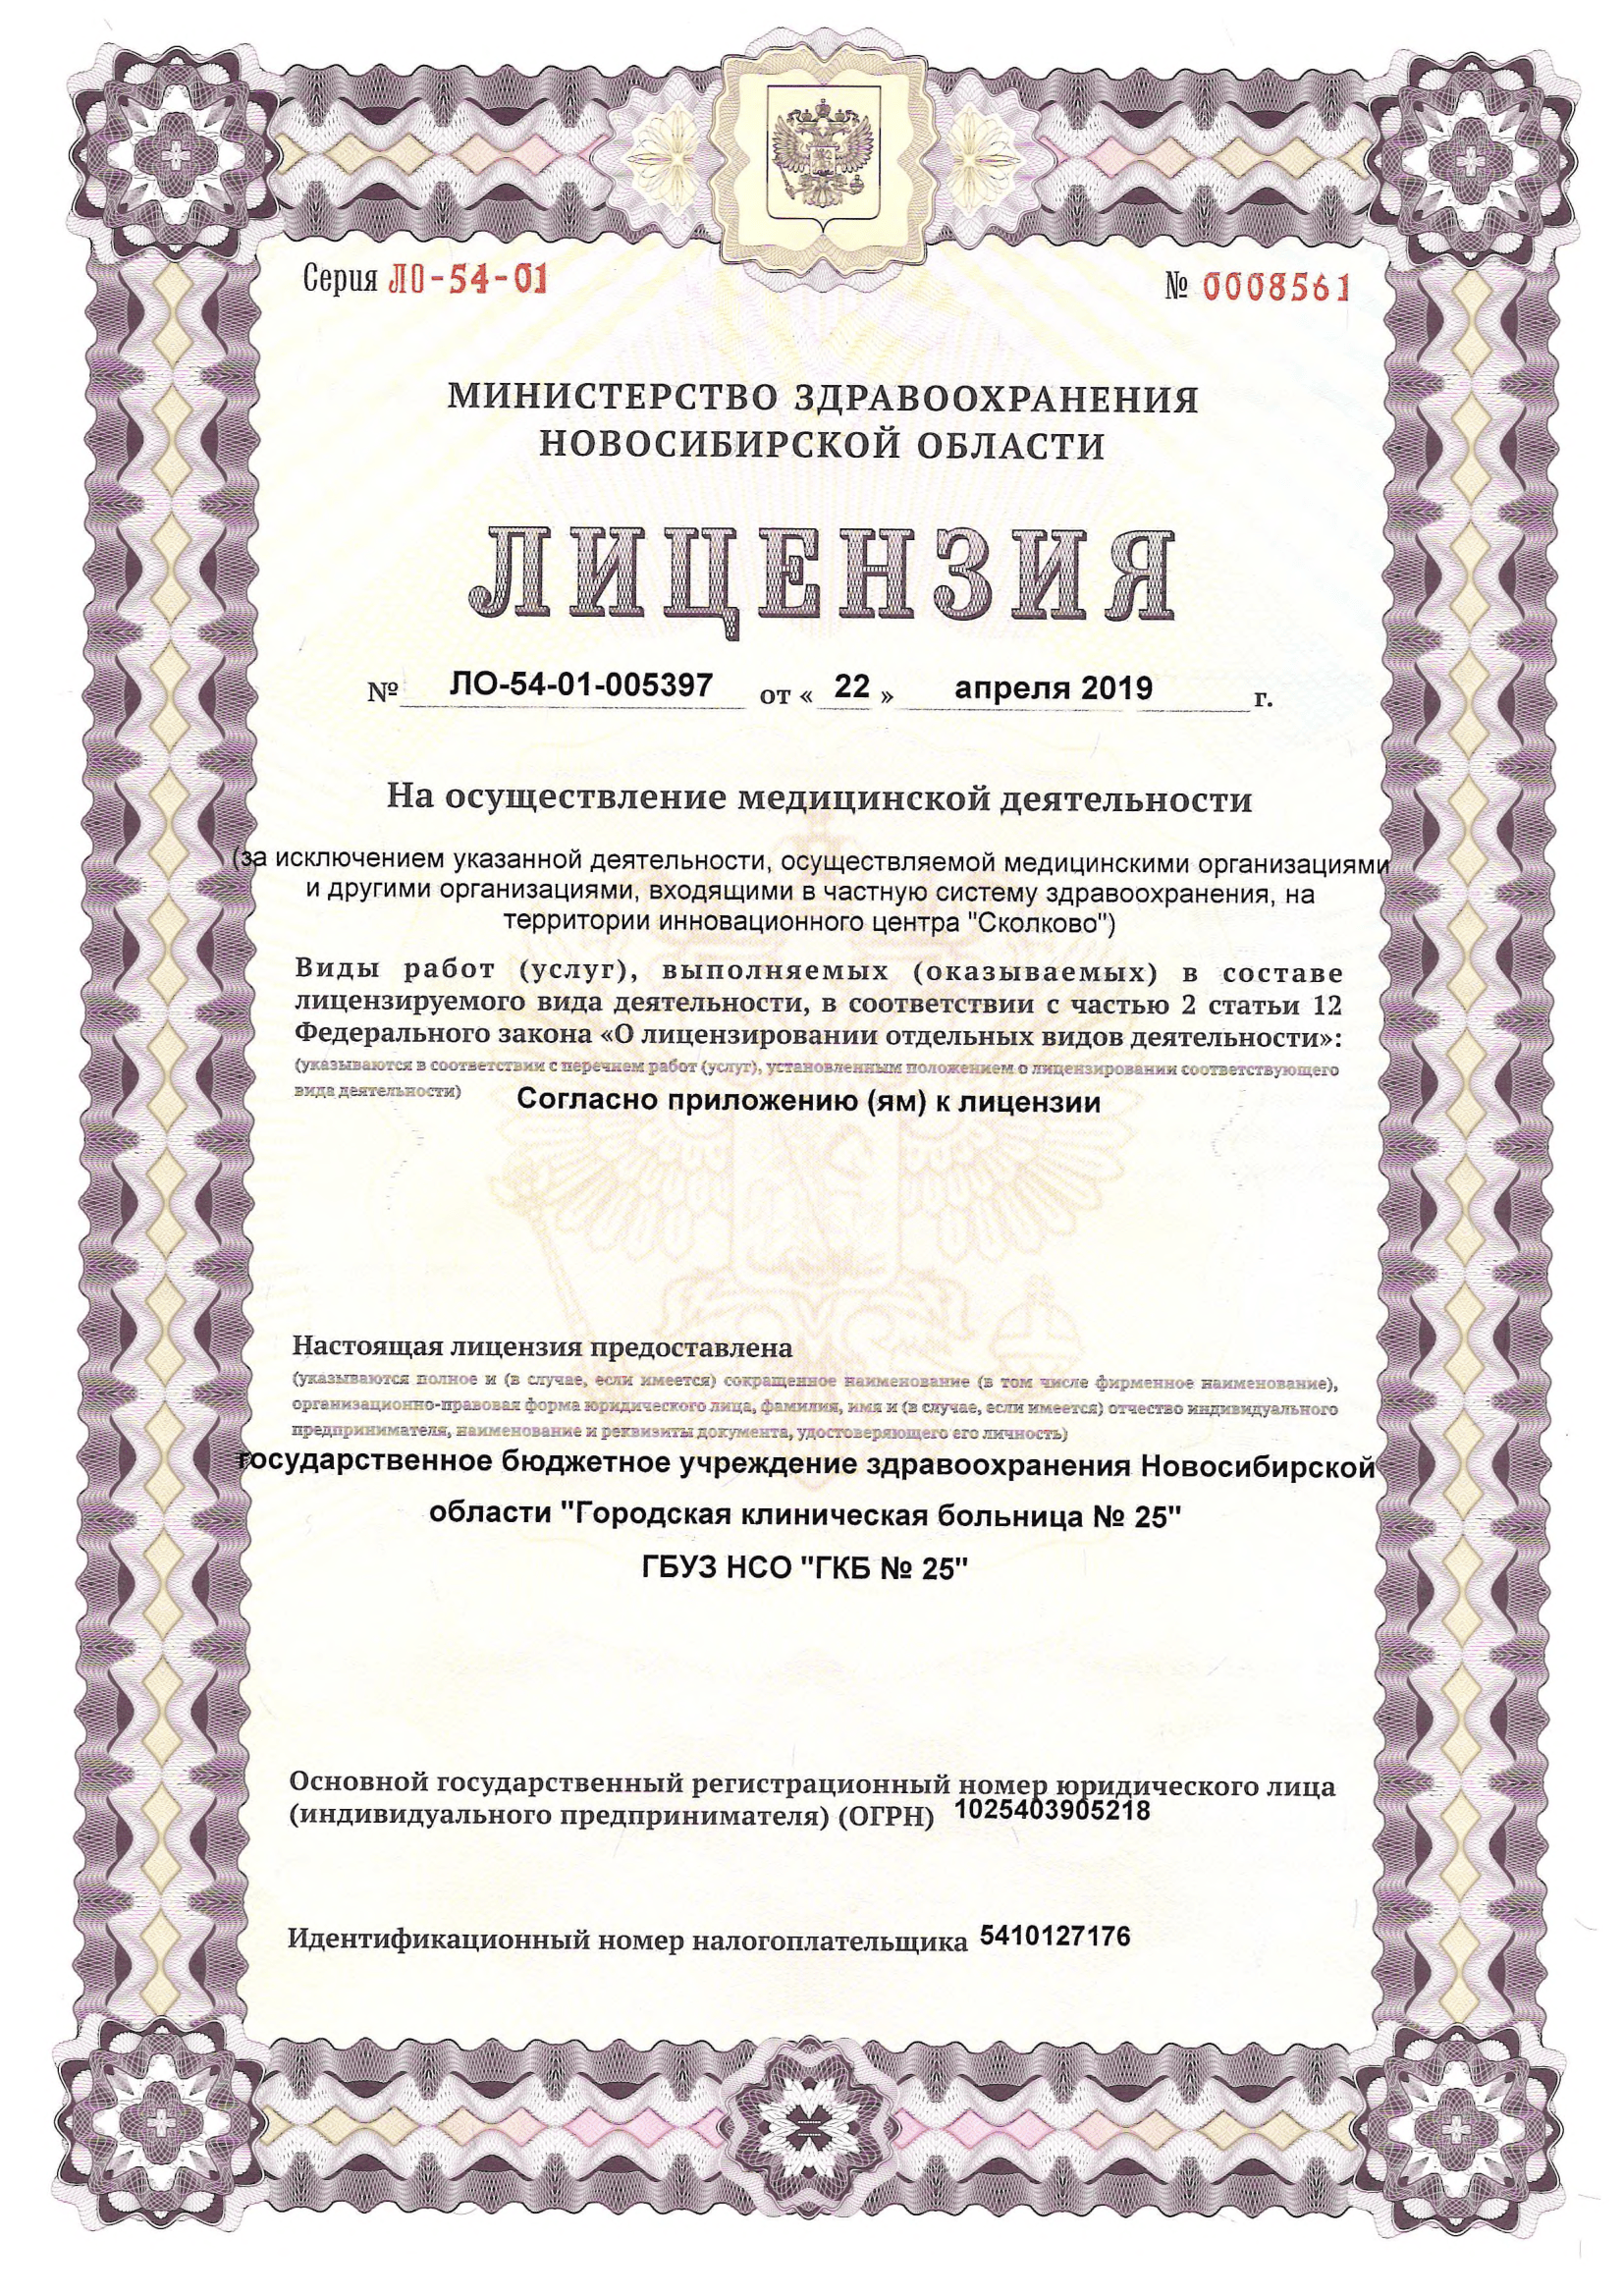 Серия ЛО-54-01
№ 0008561
МИНИСТЕРСТВО ЗДРАВООХРАНЕНИЯ
НОВОСИБИРСКОЙ ОБЛАСТИ
ЛИЦЕНЗИЯ
№ ЛО-54-01-005397 от « 22 » апреля 2019 г.
На осуществление медицинской деятельности
(за исключением указанной деятельности, осуществляемой медицинскими организациями
и другими организациями, входящими в частную систему здравоохранения, на
территории инновационного центра "Сколково")
Виды работ (услуг), выполняемых (оказываемых) в составе
лицензируемого вида деятельности, в соответствии с частью 2 статьи 12
Федерального закона «О лицензировании отдельных видов деятельности»:
(указываются в соответствии с перечнем работ (услуг), установленным положением о лицензировании соответствующего
вида деятельности)
Согласно приложению (ям) к лицензии
Настоящая лицензия предоставлена
(указываются полное и (в случае, если имеется) сокращенное наименование (в том числе фирменное наименование),
организационно-правовая форма юридического лица, фамилия, имя и (в случае, если имеется) отчество индивидуального
предпринимателя, наименование и реквизиты документа, удостоверяющего его личность)
государственное бюджетное учреждение здравоохранения Новосибирской
области "Городская клиническая больница № 25"
ГБУЗ НСО "ГКБ № 25"
Основной государственный регистрационный номер юридического лица
(индивидуального предпринимателя) (ОГРН) 1025403905218
Идентификационный номер налогоплательщика 5410127176